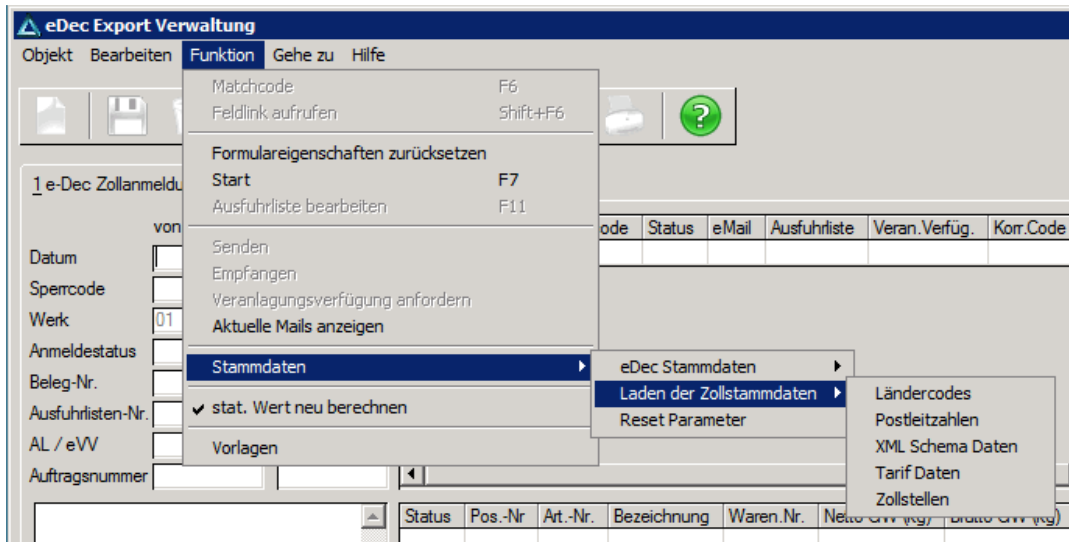 eDec Export Verwaltung
Objekt Bearbeiten Funktion Gehe zu Hilfe
Matchcode F6
Feldlink aufrufen Shift+F6
Formulareigenschaften zurücksetzen
1 e-Dec Zollanmeldu
Start F7
Ausfuhrliste bearbeiten F11
von ode Status eMail Ausfuhrliste Veran.Verfüg. Korr.Code
Senden
Datum
Empfangen
Sperrcode
Veranlagungsverfügung anfordern
Werk 01
Aktuelle Mails anzeigen
Anmeldestatus
Stammdaten eDec Stammdaten
Beleg-Nr.
Laden der Zollstammdaten Ländercodes
Ausfuhrlisten-Nr. stat. Wert neu berechnen Reset Parameter Postleitzahlen
AL / eVV Vorlagen XML Schema Daten
Auftragsnummer Tarif Daten
Zollstellen
Status Pos.-Nr Art.-Nr. Bezeichnung Waren.Nr.